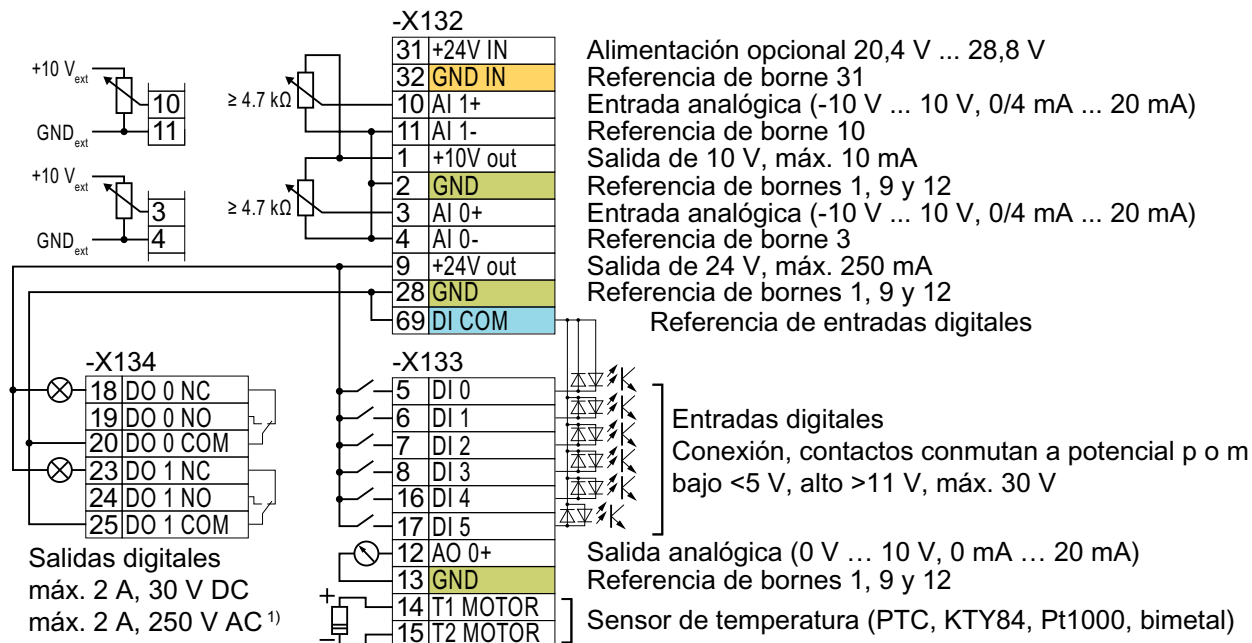 -X132
31 +24V IN Alimentación opcional 20,4 V ... 28,8 V
32 GND IN Referencia de borne 31
10 AI 1+ Entrada analógica (-10 V ... 10 V, 0/4 mA ... 20 mA)
11 AI 1- Referencia de borne 10
1 +10V out Salida de 10 V, máx. 10 mA
2 GND Referencia de bornes 1, 9 y 12
3 AI 0+ Entrada analógica (-10 V ... 10 V, 0/4 mA ... 20 mA)
4 AI 0- Referencia de borne 3
9 +24V out Salida de 24 V, máx. 250 mA
28 GND Referencia de bornes 1, 9 y 12
69 DI COM Referencia de entradas digitales
+10 Vext
10
GNDext 11
≥ 4.7 kΩ
+10 Vext
3
GNDext 4
≥ 4.7 kΩ
-X134
18 DO 0 NC
19 DO 0 NO
20 DO 0 COM
23 DO 1 NC
24 DO 1 NO
25 DO 1 COM
Salidas digitales
máx. 2 A, 30 V DC
máx. 2 A, 250 V AC 1)
-X133
5 DI 0
6 DI 1
7 DI 2
8 DI 3
16 DI 4
17 DI 5
Entradas digitales
Conexión, contactos conmutan a potencial p o m
bajo <5 V, alto >11 V, máx. 30 V
12 AO 0+ Salida analógica (0 V … 10 V, 0 mA … 20 mA)
13 GND Referencia de bornes 1, 9 y 12
+
14 T1 MOTOR
−
15 T2 MOTOR
Sensor de temperatura (PTC, KTY84, Pt1000, bimetal)